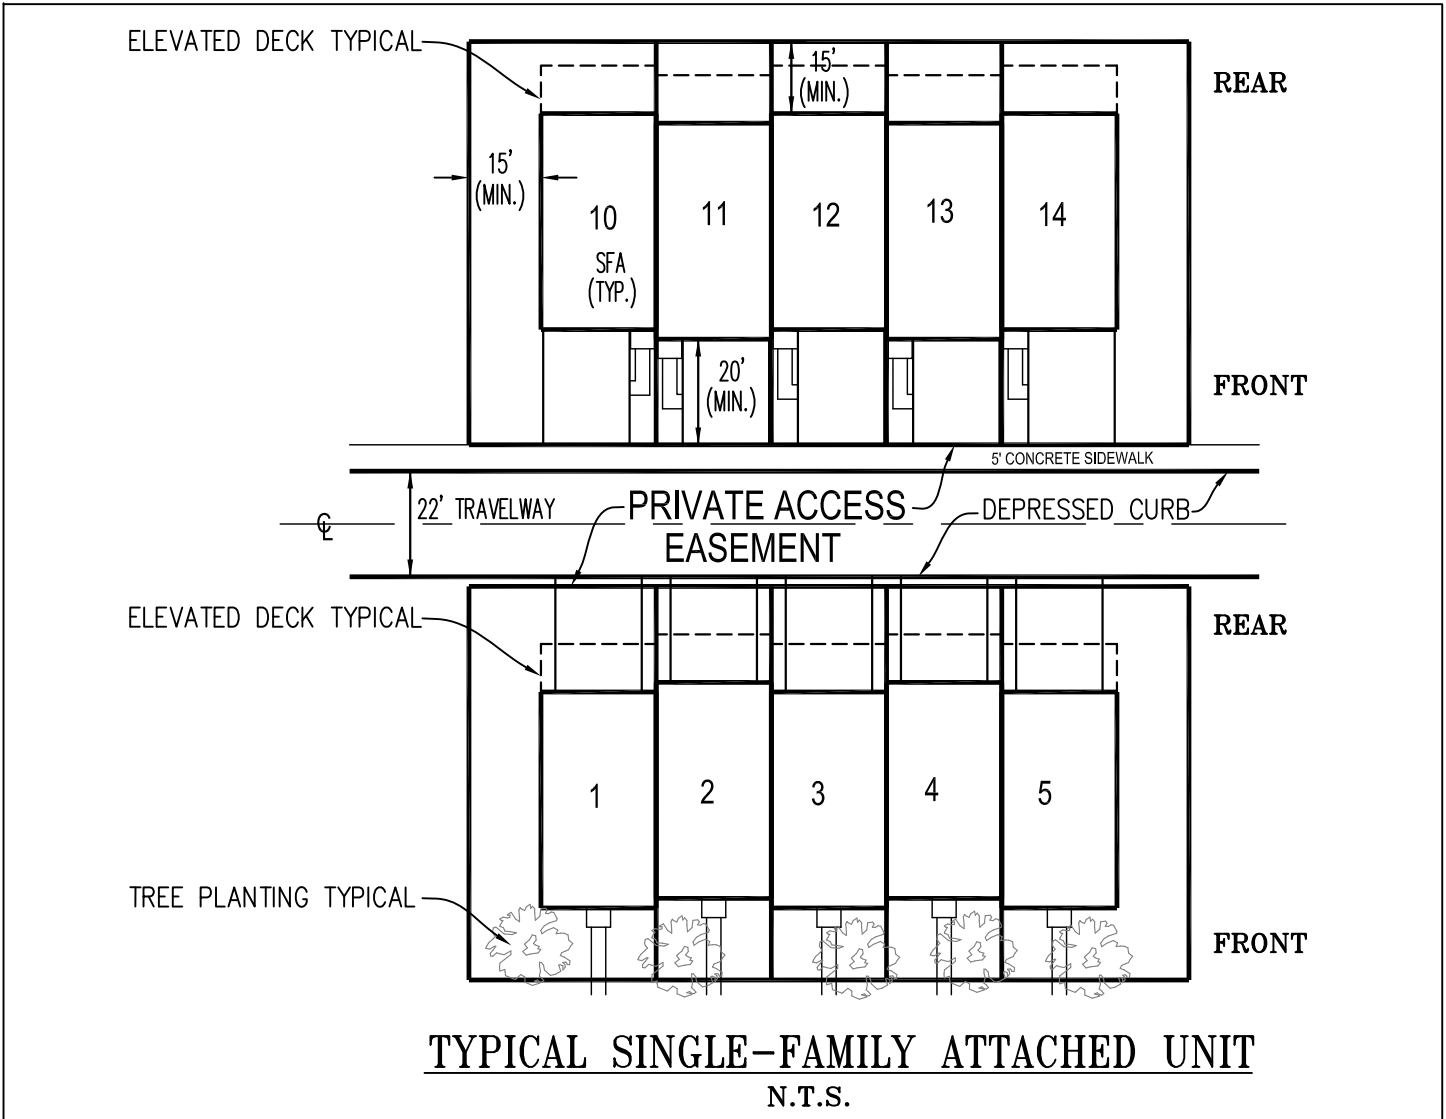 ELEVATED DECK TYPICAL
15'
(MIN.)
REAR
15'
(MIN.)
10
11
12
13
14
SFA
(TYP.)
20'
(MIN.)
FRONT
5' CONCRETE SIDEWALK
22' TRAVELWAY
PRIVATE ACCESS
EASEMENT
DEPRESSED CURB
℄
ELEVATED DECK TYPICAL
REAR
1
2
3
4
5
TREE PLANTING TYPICAL
FRONT
TYPICAL SINGLE-FAMILY ATTACHED UNIT
N.T.S.